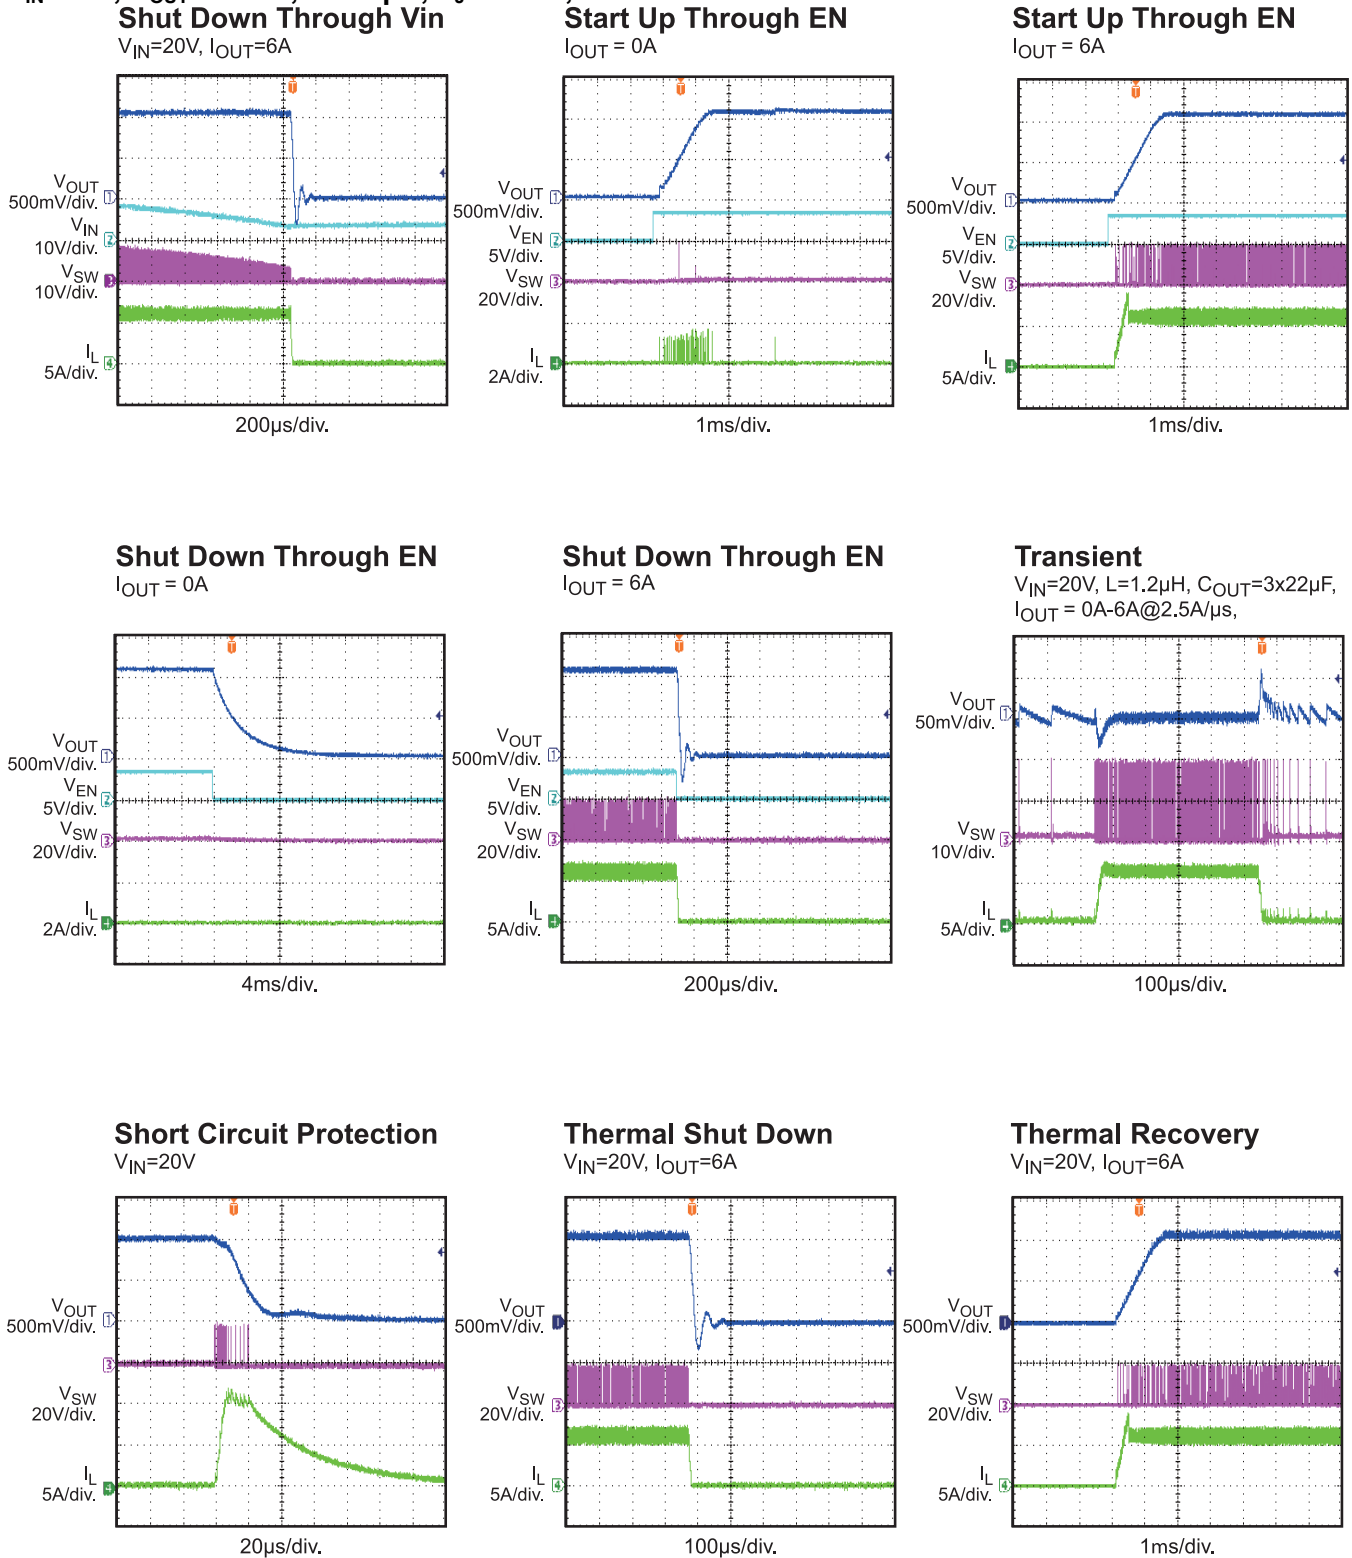 Shut Down Through Vin
VIN=20V, IOUT=6A
VOUT
500mV/div.
VIN
10V/div.
VSW
10V/div.
IL
5A/div.
200µs/div.
Start Up Through EN
IOUT = 0A
VOUT
500mV/div.
VEN
5V/div.
VSW
20V/div.
IL
2A/div.
1ms/div.
Start Up Through EN
IOUT = 6A
VOUT
500mV/div.
VEN
5V/div.
VSW
20V/div.
IL
5A/div.
1ms/div.
Shut Down Through EN
IOUT = 0A
VOUT
500mV/div.
VEN
5V/div.
VSW
20V/div.
IL
2A/div.
4ms/div.
Shut Down Through EN
IOUT = 6A
VOUT
500mV/div.
VEN
5V/div.
VSW
20V/div.
IL
5A/div.
200µs/div.
Transient
VIN=20V, L=1.2µH, COUT=3x22µF,
IOUT = 0A-6A@2.5A/µs,
VOUT
50mV/div.
VSW
10V/div.
IL
5A/div.
100µs/div.
Short Circuit Protection
VIN=20V
VOUT
500mV/div.
VSW
20V/div.
IL
5A/div.
20µs/div.
Thermal Shut Down
VIN=20V, IOUT=6A
VOUT
500mV/div.
VSW
20V/div.
IL
5A/div.
100µs/div.
Thermal Recovery
VIN=20V, IOUT=6A
VOUT
500mV/div.
VSW
20V/div.
IL
5A/div.
1ms/div.